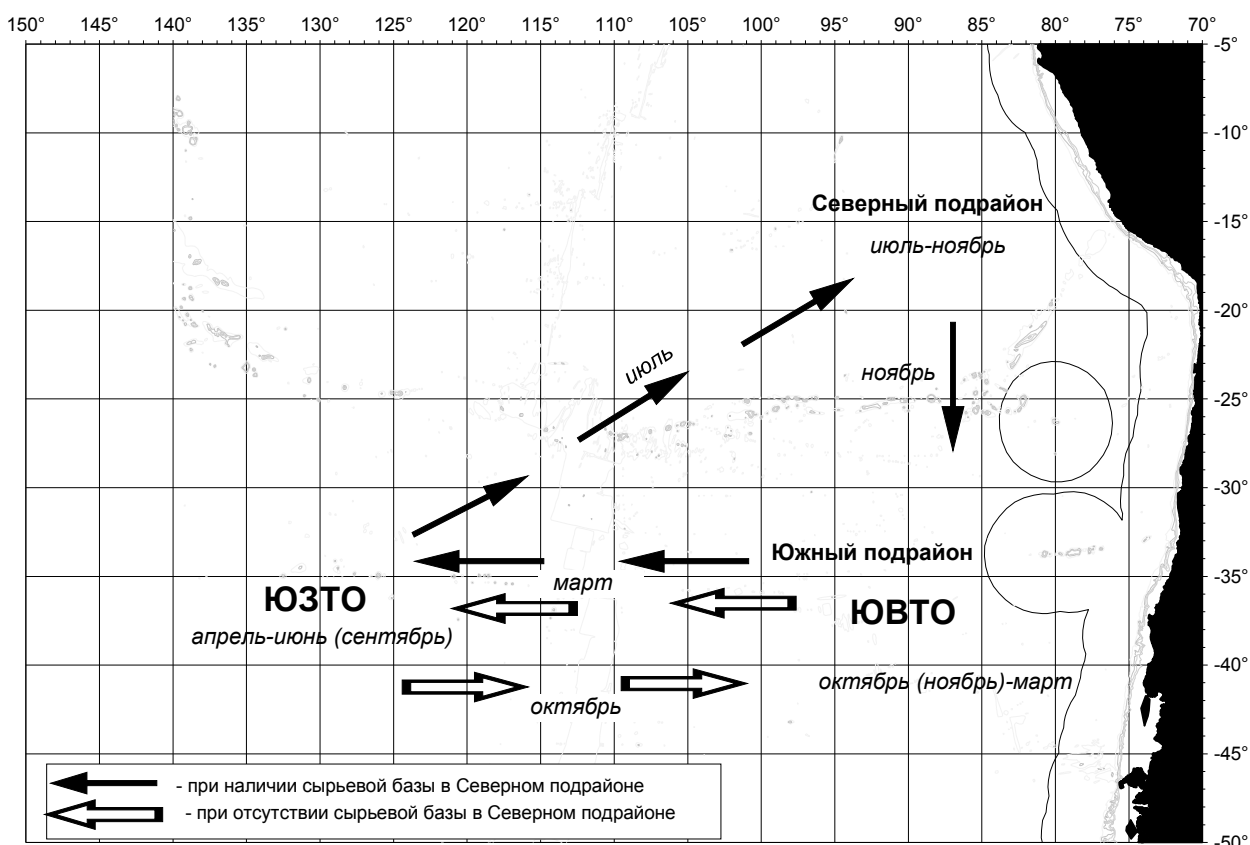 150° 145° 140° 135° 130° 125° 120° 115° 110° 105° 100° 95° 90° 85° 80° 75° 70°
-5°
-10°
Северный подрайон
-15°
июль-ноябрь
-20°
июль
ноябрь
-25°
-30°
Южный подрайон
март
-35°
ЮЗТО
ЮВТО
апрель-июнь (сентябрь)
-40°
октябрь (ноябрь)-март
октябрь
-45°
- при наличии сырьевой базы в Северном подрайоне
- при отсутствии сырьевой базы в Северном подрайоне
-50°